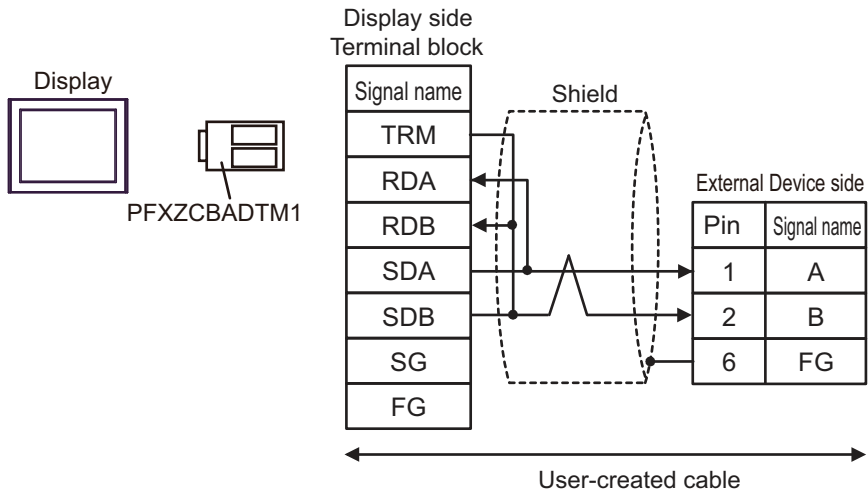 Display side
Terminal block
Display
PFXZCBADTM1
Signal name
TRM
RDA
RDB
SDA
SDB
SG
FG
Shield
External Device side
Pin Signal name
1 A
2 B
6 FG
User-created cable